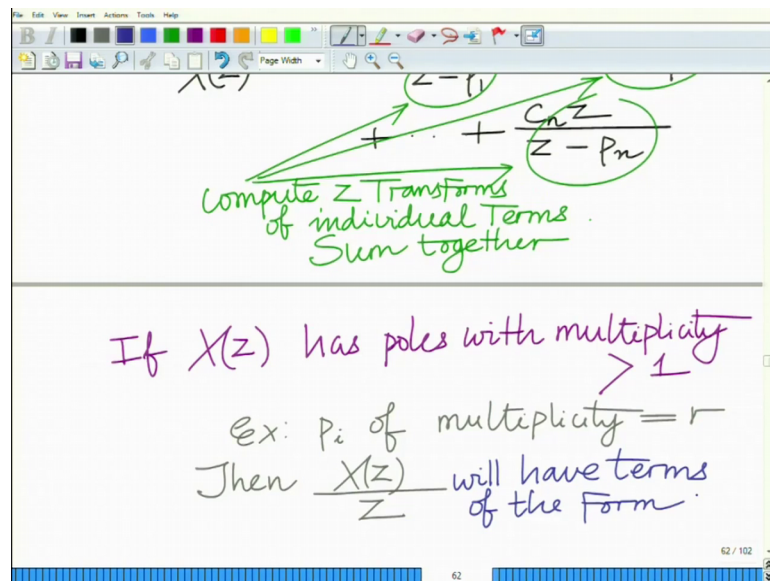 File Edit View Insert Actions Tools Help
B I
Page Width
X(Z) Z - P1
+ .. + CnZ / Z - Pn
Compute Z Transforms
of individual Terms.
Sum together
If X(Z) has poles with multiplicity
> 1
Ex: Pi of multiplicity = r
Then X(Z) / Z will have terms
of the Form.
62 / 102
62